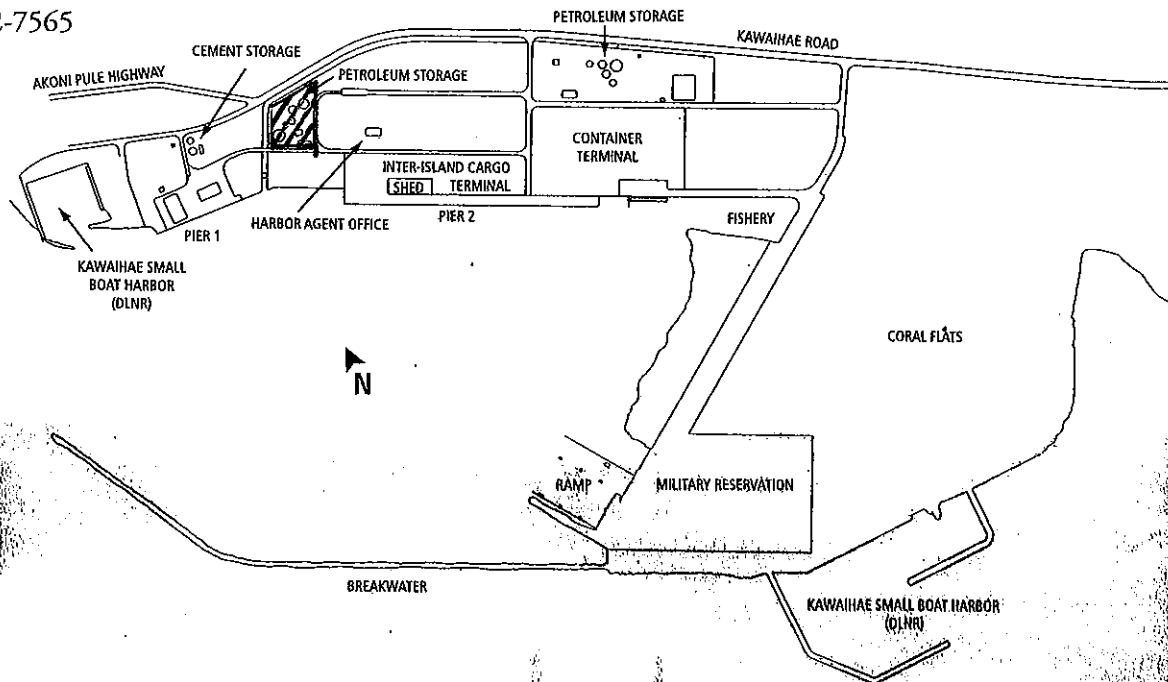 -7565
PETROLEUM STORAGE
CEMENT STORAGE
KAWAIHAE ROAD
AKONI PULE HIGHWAY
PETROLEUM STORAGE
CONTAINER
TERMINAL
INTER-ISLAND CARGO
SHED TERMINAL
PIER 2
HARBOR AGENT OFFICE
FISHERY
PIER 1
KAWAIHAE SMALL
BOAT HARBOR
(DLNR)
CORAL FLATS
N
RAMP
MILITARY RESERVATION
BREAKWATER
KAWAIHAE SMALL BOAT HARBOR
(DLNR)